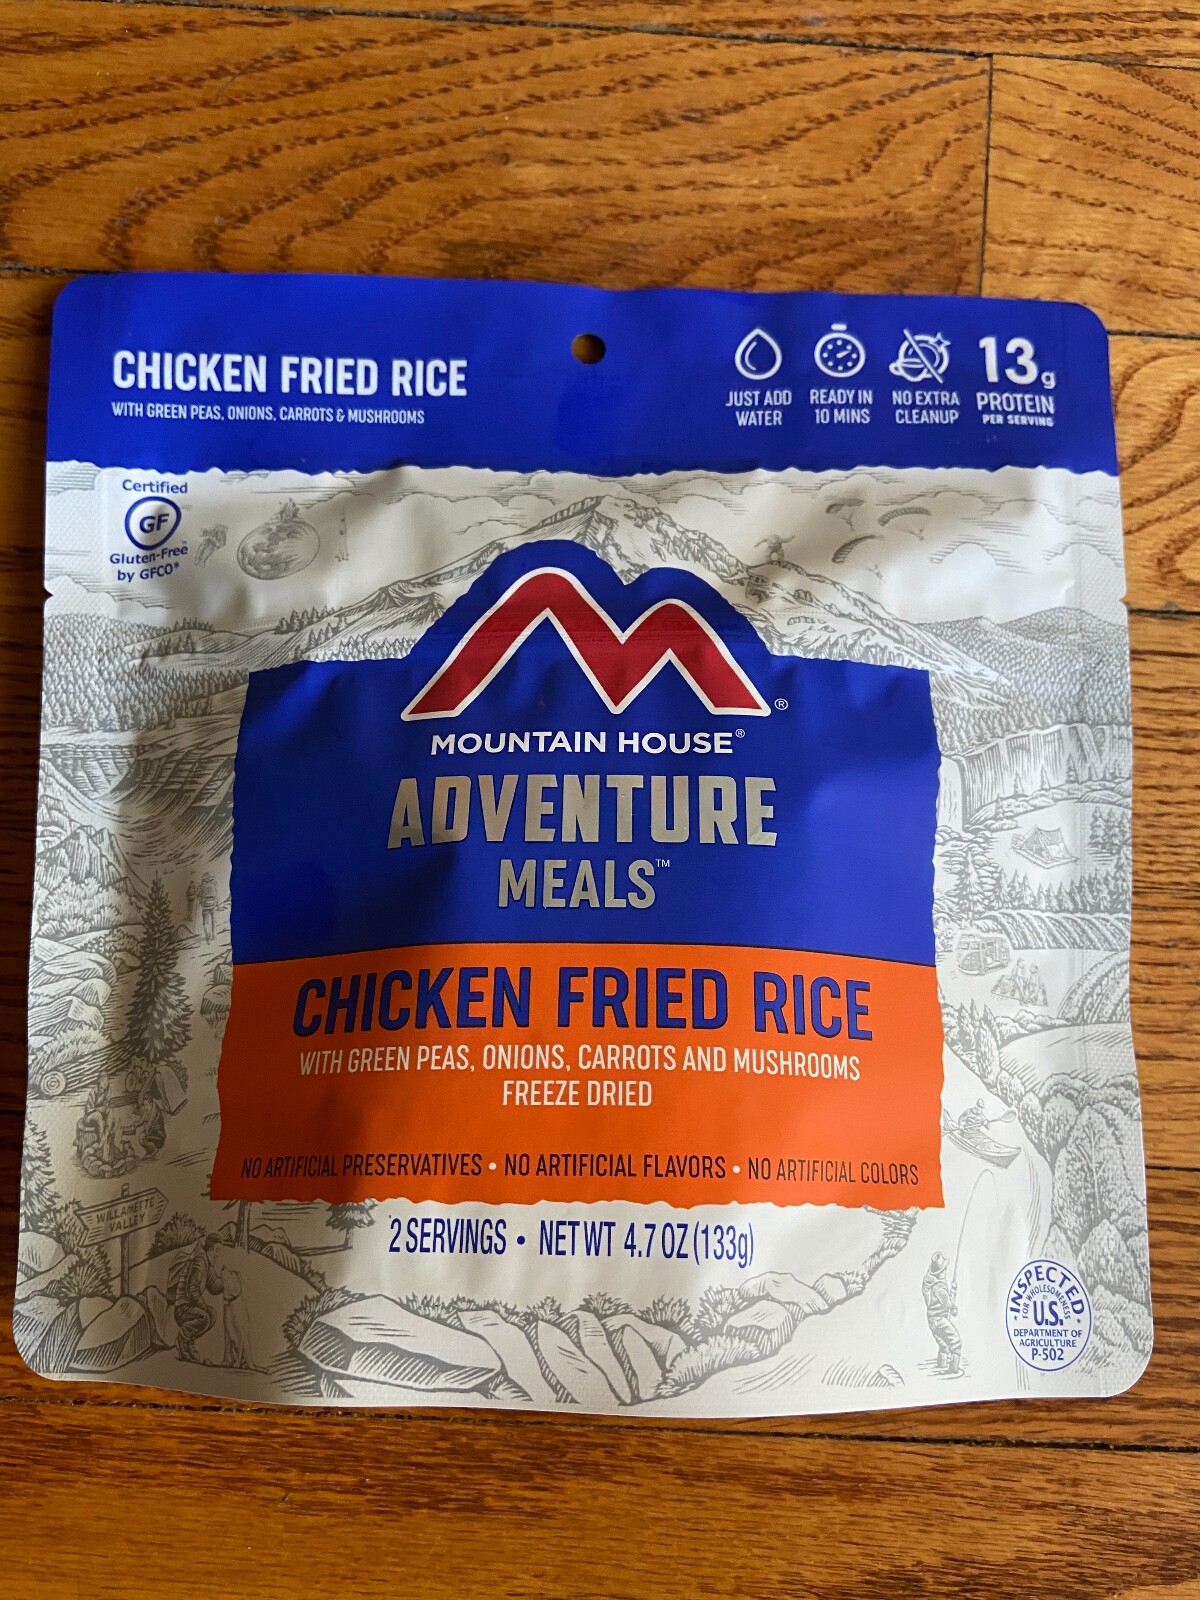 CHICKEN FRIED RICE
WITH GREEN PEAS, ONIONS, CARROTS & MUSHROOMS
JUST ADD
WATER
READY IN
10 MINS
NO EXTRA
CLEANUP
13g
PROTEIN
PER SERVING
Certified
GF
Gluten-Free™
by GFCO®
M®
MOUNTAIN HOUSE®
ADVENTURE
MEALS™
CHICKEN FRIED RICE
WITH GREEN PEAS, ONIONS, CARROTS AND MUSHROOMS
FREEZE DRIED
NO ARTIFICIAL PRESERVATIVES • NO ARTIFICIAL FLAVORS • NO ARTIFICIAL COLORS
WILLAMETTE
VALLEY
2 SERVINGS • NET WT 4.7 OZ (133g)
INSPECTED
FOR WHOLESOMENESS
BY
U.S.
DEPARTMENT OF
AGRICULTURE
P-502